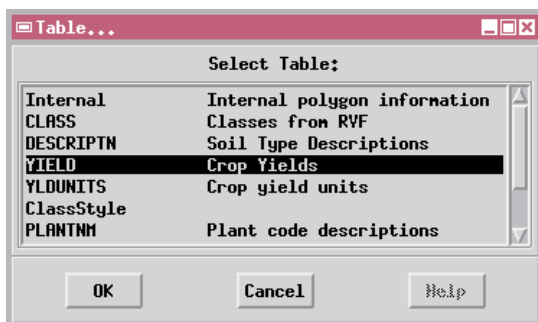 Table...
Select Table:
Internal Internal polygon information
CLASS Classes from RVF
DESCRIPTN Soil Type Descriptions
YIELD Crop Yields
YLDUNITS Crop yield units
ClassStyle
PLANTNM Plant code descriptions
OK Cancel Help